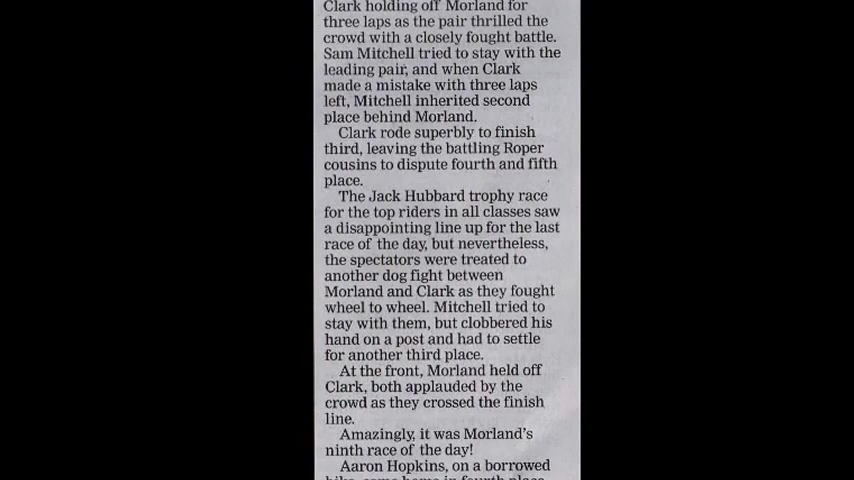 Clark holding off Morland for
three laps as the pair thrilled the
crowd with a closely fought battle.
Sam Mitchell tried to stay with the
leading pair, and when Clark
made a mistake with three laps
left, Mitchell inherited second
place behind Morland.
Clark rode superbly to finish
third, leaving the battling Roper
cousins to dispute fourth and fifth
place.
The Jack Hubbard trophy race
for the top riders in all classes saw
a disappointing line up for the last
race of the day, but nevertheless,
the spectators were treated to
another dog fight between
Morland and Clark as they fought
wheel to wheel. Mitchell tried to
stay with them, but clobbered his
hand on a post and had to settle
for another third place.
At the front, Morland held off
Clark, both applauded by the
crowd as they crossed the finish
line.
Amazingly, it was Morland's
ninth race of the day!
Aaron Hopkins, on a borrowed
bike, came home in fourth place